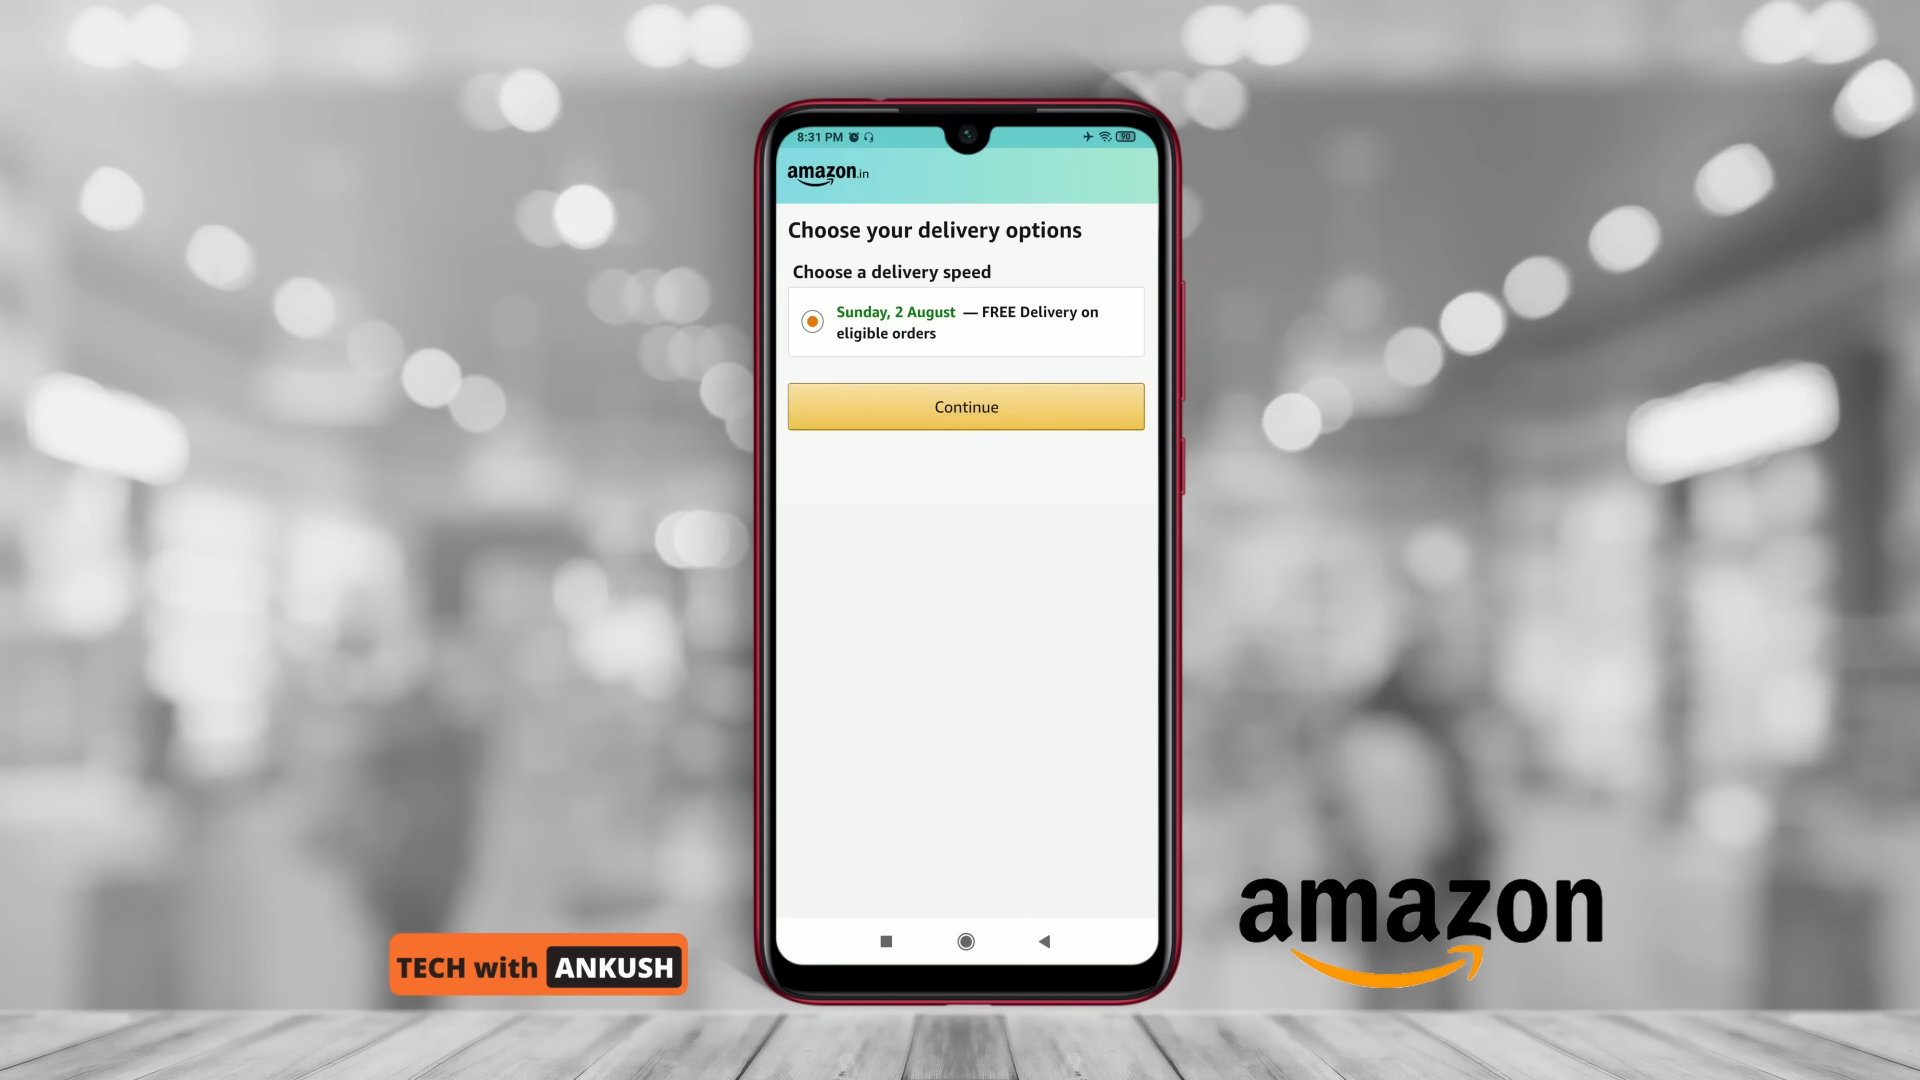 8:31 PM
90
amazon.in
Choose your delivery options
Choose a delivery speed
Sunday, 2 August — FREE Delivery on
eligible orders
Continue
TECH with ANKUSH
amazon